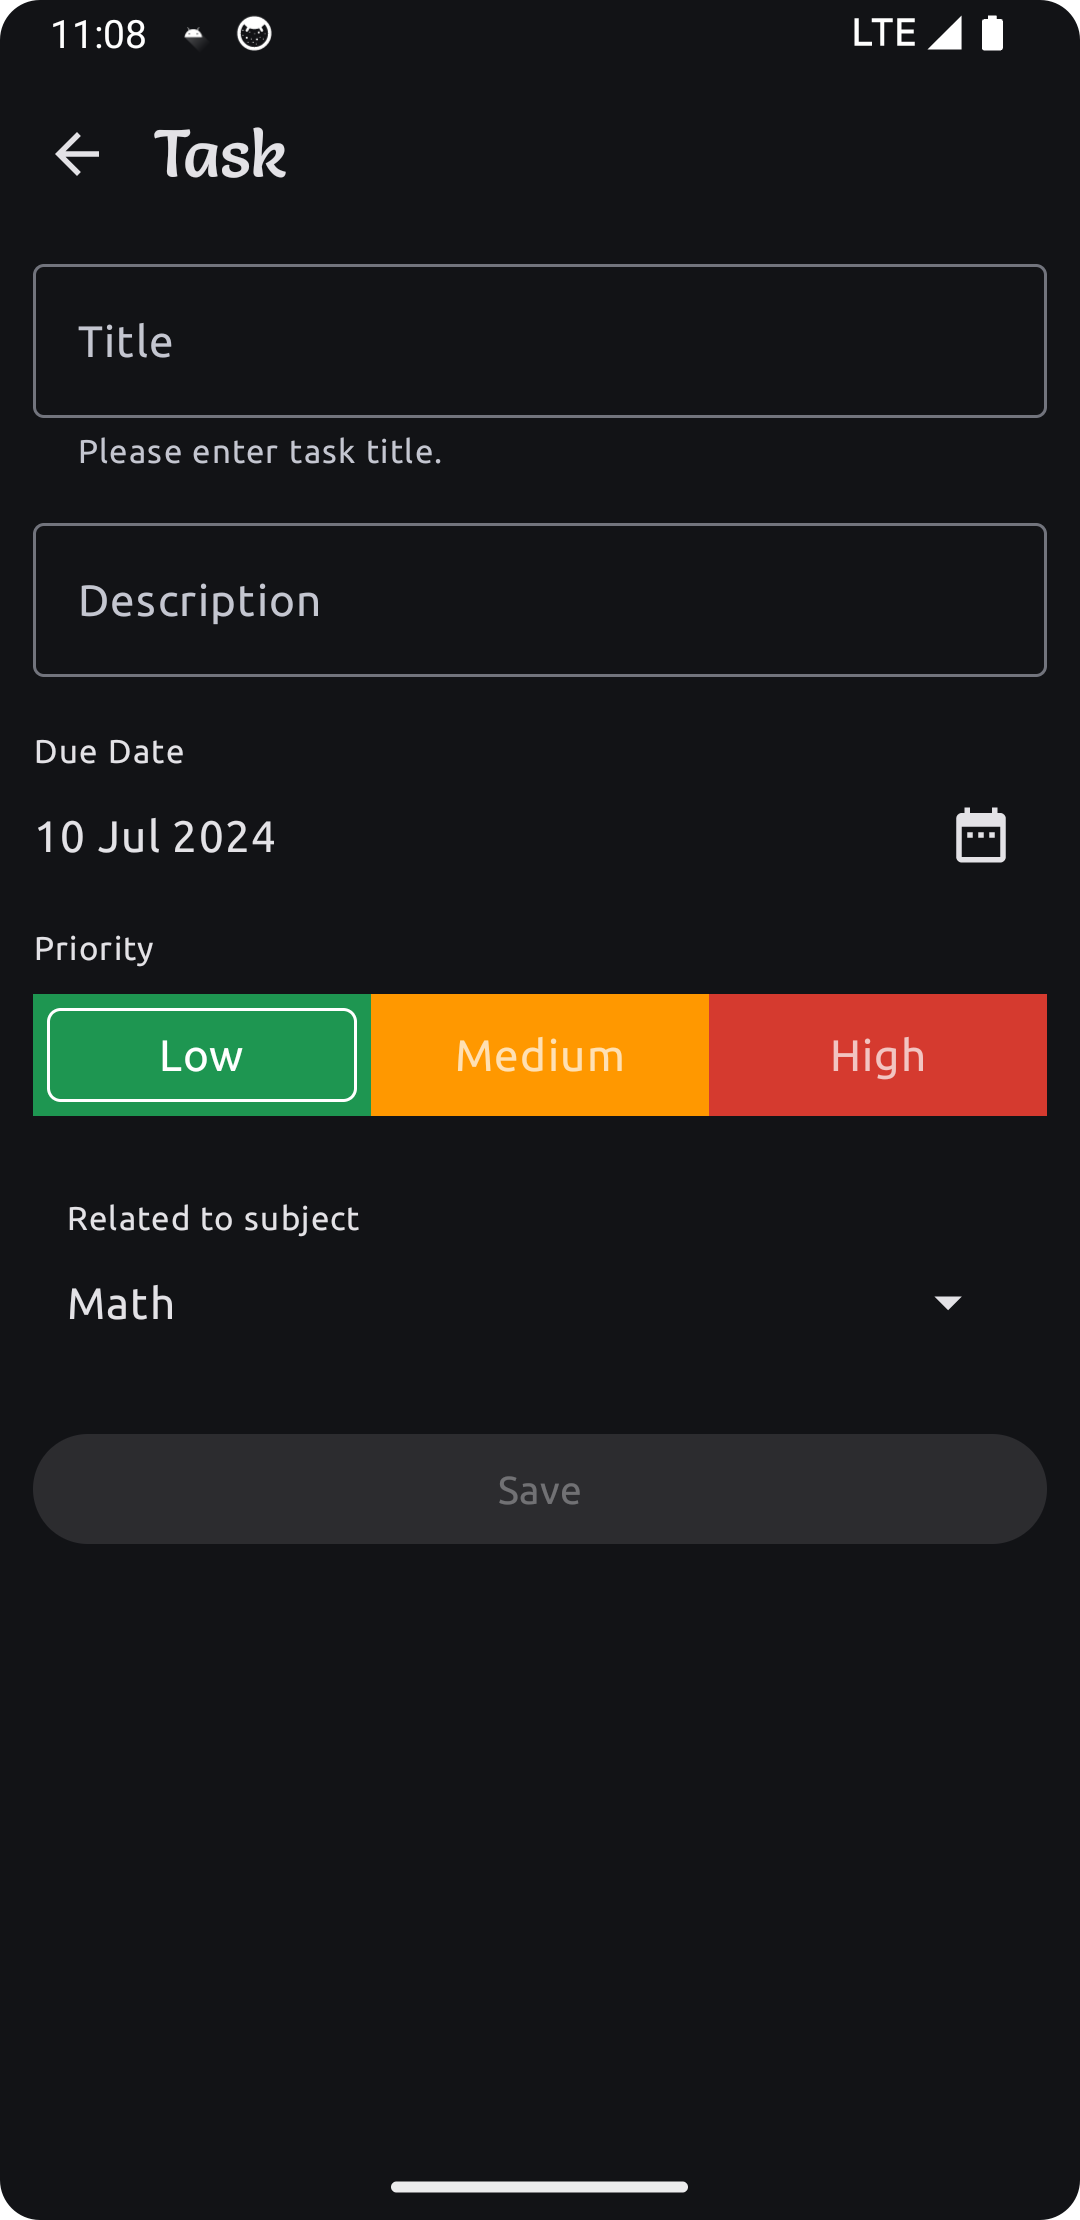 11:08
LTE
Task
Title
Please enter task title.
Description
Due Date
10 Jul 2024
Priority
Low
Medium
High
Related to subject
Math
Save